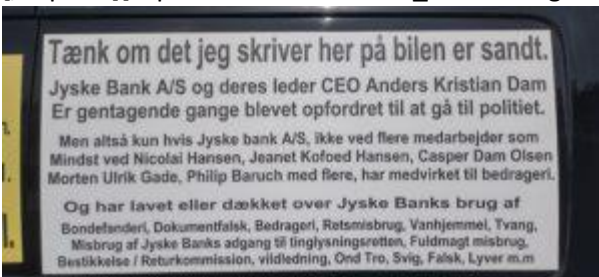 Tænk om det jeg skriver her på bilen er sandt.
Jyske Bank A/S og deres leder CEO Anders Kristian Dam
Er gentagende gange blevet opfordret til at gå til politiet.
Men altså kun hvis Jyske bank A/S, ikke ved flere medarbejder som
Mindst ved Nicolai Hansen, Jeanet Kofoed Hansen, Casper Dam Olsen
Morten Ulrik Gade, Philip Baruch med flere, har medvirket til bedrageri.
Og har lavet eller dækket over Jyske Banks brug af
Bondefangeri, Dokumentfalsk, Bedrageri, Retsmisbrug, Vanhjemmel, Tvang,
Misbrug af Jyske Banks adgang til tinglysningsretten, Fuldmagt misbrug,
Bestikkelse / Returkommission, vildledning, Ond Tro, Svig, Falsk, Lyver m.m